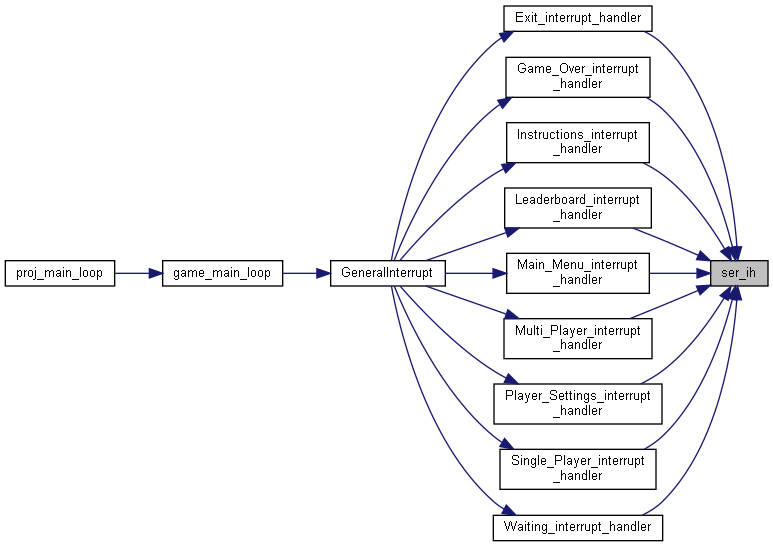 Exit_interrupt_handler
Game_Over_interrupt
_handler
Instructions_interrupt
_handler
Leaderboard_interrupt
_handler
proj_main_loop
game_main_loop
GeneralInterrupt
Main_Menu_interrupt
_handler
ser_ih
Multi_Player_interrupt
_handler
Player_Settings_interrupt
_handler
Single_Player_interrupt
_handler
Waiting_interrupt_handler